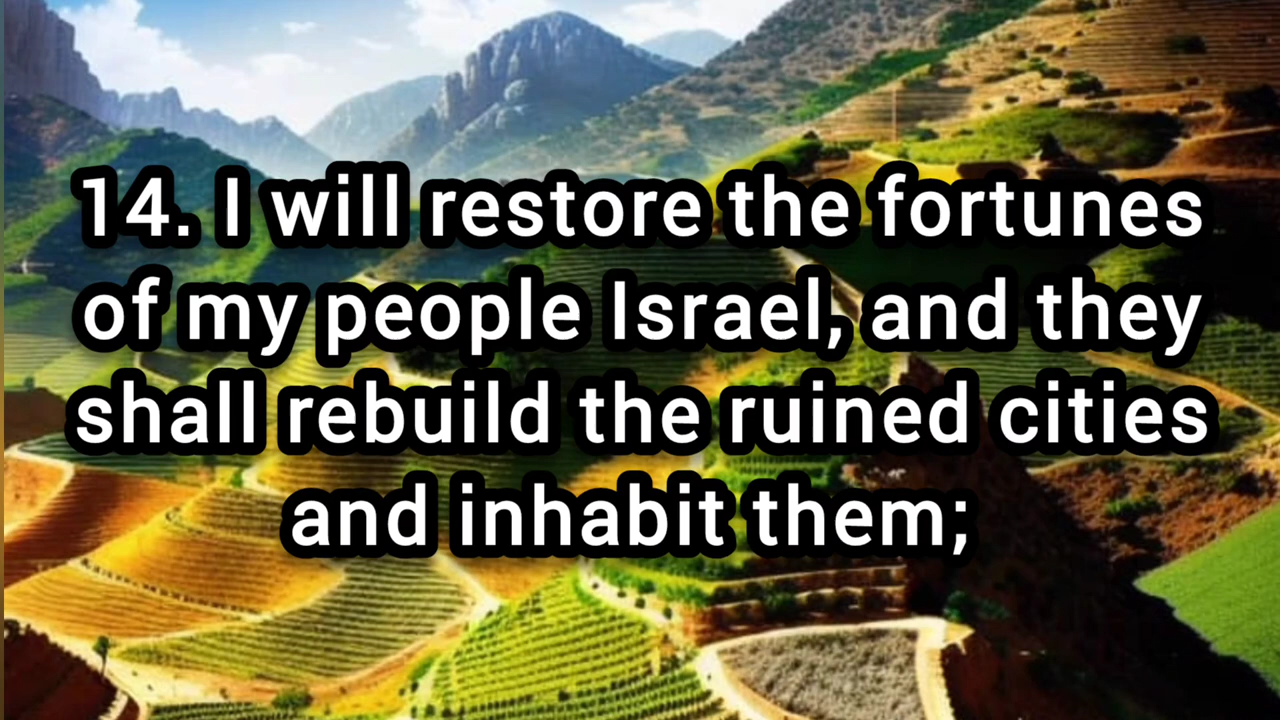 14. I will restore the fortunes
of my people Israel, and they
shall rebuild the ruined cities
and inhabit them;